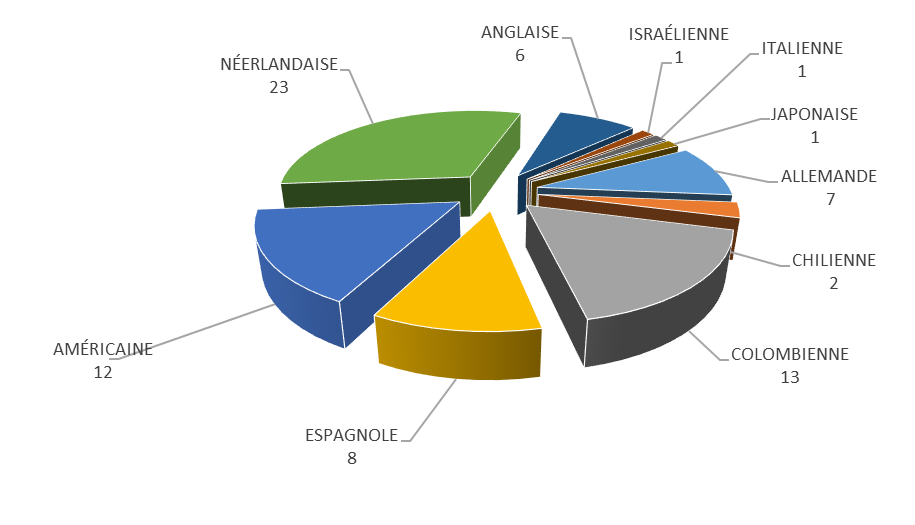 ANGLAISE
6
ISRAÉLIENNE
1
ITALIENNE
1
NÉERLANDAISE
23
JAPONAISE
1
ALLEMANDE
7
CHILIENNE
2
AMÉRICAINE
12
COLOMBIENNE
13
ESPAGNOLE
8